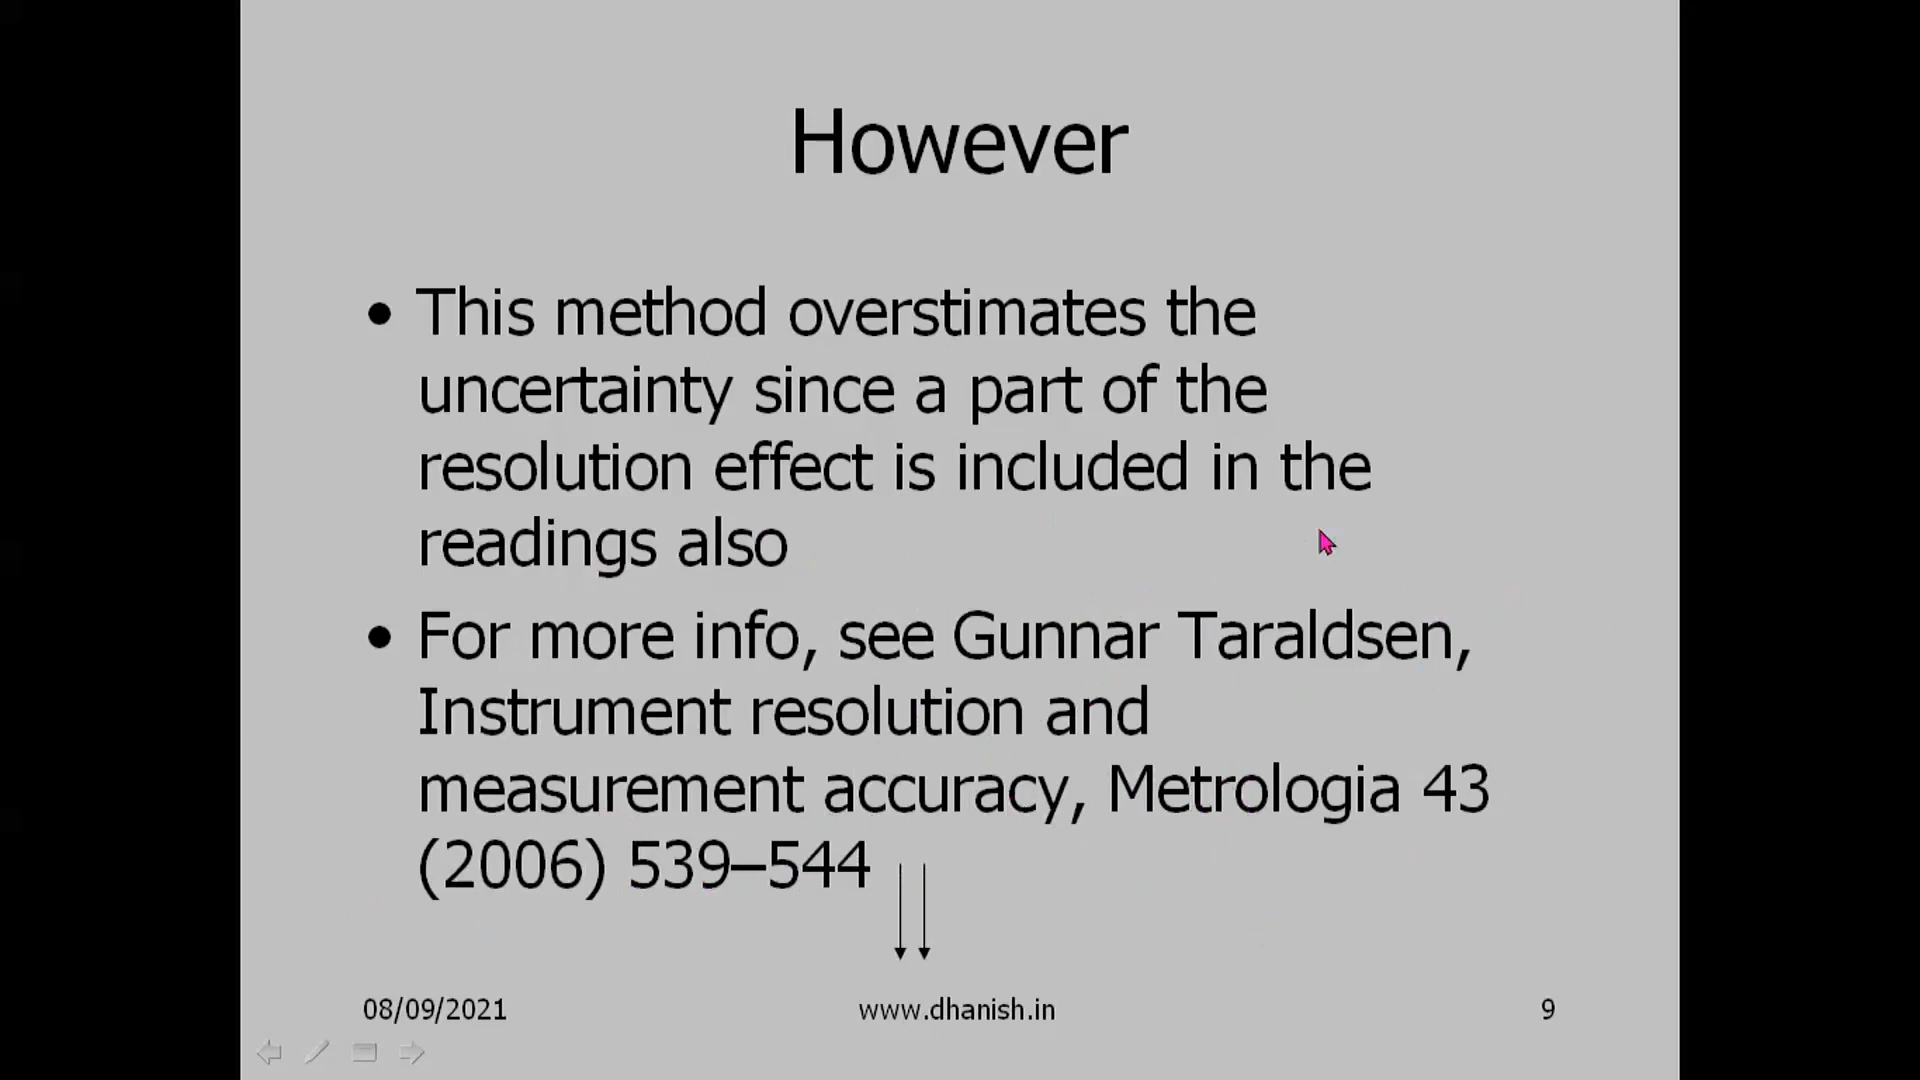 However
• This method overstimates the
uncertainty since a part of the
resolution effect is included in the
readings also
• For more info, see Gunnar Taraldsen,
Instrument resolution and
measurement accuracy, Metrologia 43
(2006) 539–544
08/09/2021
www.dhanish.in
9